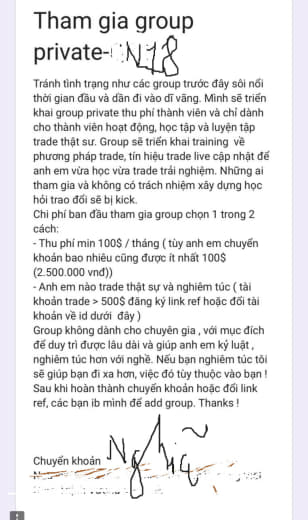 Tham gia group
private- CN78
Tránh tình trạng như các group trước đây sôi nổi
thời gian đầu và dần đi vào dĩ vãng. Mình sẽ triển
khai group private thu phí thành viên và chỉ dành
cho thành viên hoạt động, học tập và luyện tập
trade thật sư. Group sẽ triển khai training về
phương pháp trade, tín hiệu trade live cập nhật để
anh em vừa học vừa trade trải nghiệm. Những ai
tham gia và không có trách nhiệm xây dựng học
hỏi trao đổi sẽ bị kick.
Chi phí ban đầu tham gia group chọn 1 trong 2
cách:
- Thu phí min 100$ / tháng ( tùy anh em chuyển
khoản bao nhiêu cũng được ít nhất 100$
(2.500.000 vnđ))
- Anh em nào trade thật sự và nghiêm túc ( tài
khoản trade > 500$ đăng ký link ref hoặc đổi tài
khoản về id dưới đây )
Group không dành cho chuyên gia , với mục đích
để duy trì được lâu dài và giúp anh em kỷ luật ,
nghiêm túc hơn với nghề. Nếu bạn nghiêm túc tôi
sẽ giúp bạn đi xa hơn, việc đó tùy thuộc vào bạn !
Sau khi hoàn thành chuyển khoản hoặc đổi link
ref, các bạn ib mình để add group. Thanks !
Chuyển khoản Nghiã